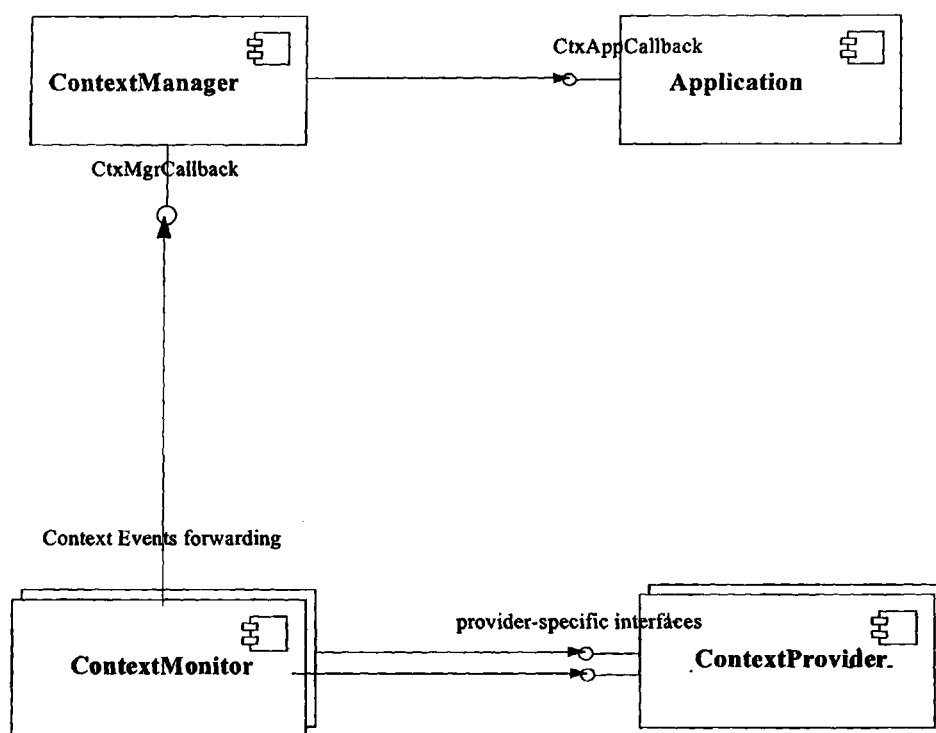 CtxAppCallback
ContextManager
Application
CtxMgrCallback
Context Events forwarding
provider-specific interfaces
ContextMonitor
ContextProvider